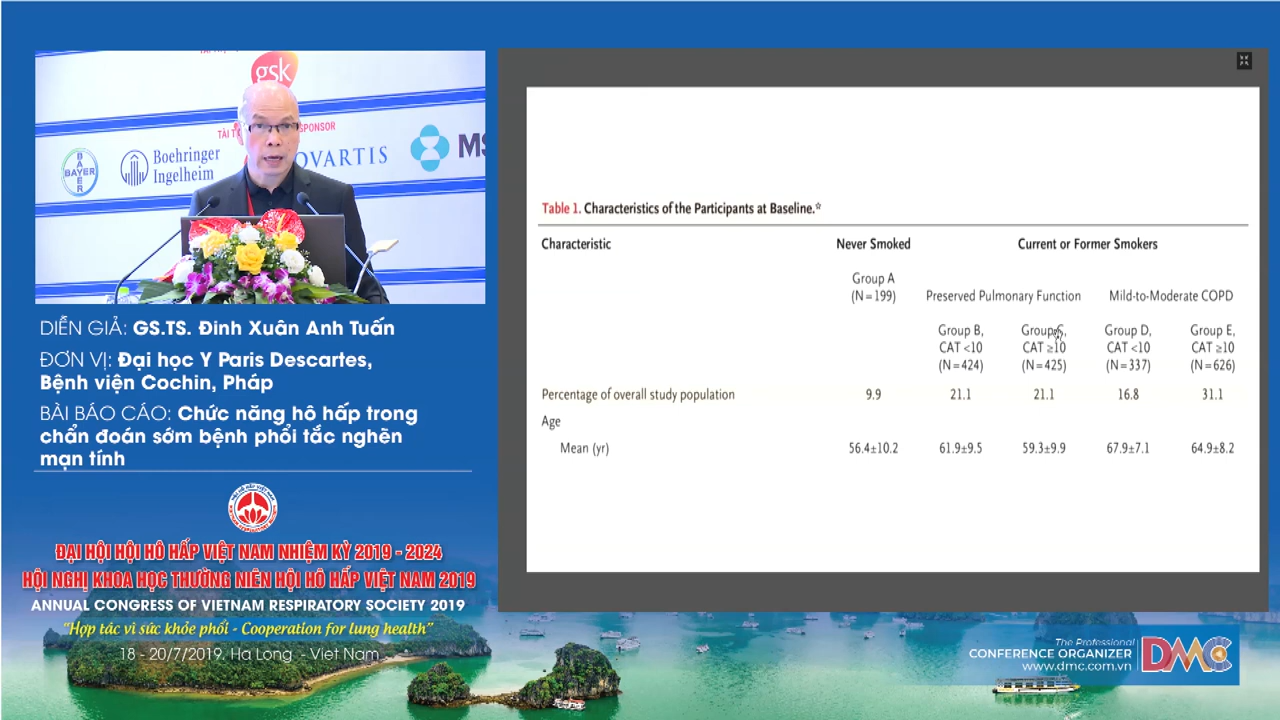 gsk
TÀI T SPONSOR
BAYER
BAYER
Boehringer
Ingelheim
OVARTIS
MS
DIỄN GIẢ: GS.TS. Đinh Xuân Anh Tuấn
ĐƠN VỊ: Đại học Y Paris Descartes,
Bệnh viện Cochin, Pháp
BÀI BÁO CÁO: Chức năng hô hấp trong
chẩn đoán sớm bệnh phổi tắc nghẽn
mạn tính
ĐẠI HỘI HỘI HÔ HẤP VIỆT NAM NHIỆM KỲ 2019 - 2024
HỘI NGHỊ KHOA HỌC THƯỜNG NIÊN HỘI HÔ HẤP VIỆT NAM 2019
ANNUAL CONGRESS OF VIETNAM RESPIRATORY SOCIETY 2019
"Hợp tác vì sức khỏe phổi - Cooperation for lung health"
18 - 20/7/2019. Ha Long - Viet Nam
Table 1. Characteristics of the Participants at Baseline.*
Characteristic Never Smoked Current or Former Smokers
Group A
(N=199) Preserved Pulmonary Function Mild-to-Moderate COPD
Group B, Group C, Group D, Group E,
CAT <10 CAT ≥10 CAT <10 CAT ≥10
(N=424) (N=425) (N=337) (N=626)
Percentage of overall study population 9.9 21.1 21.1 16.8 31.1
Age
Mean (yr) 56.4±10.2 61.9±9.5 59.3±9.9 67.9±7.1 64.9±8.2
The Professional
CONFERENCE ORGANIZER
www.dmc.com.vn
DMC